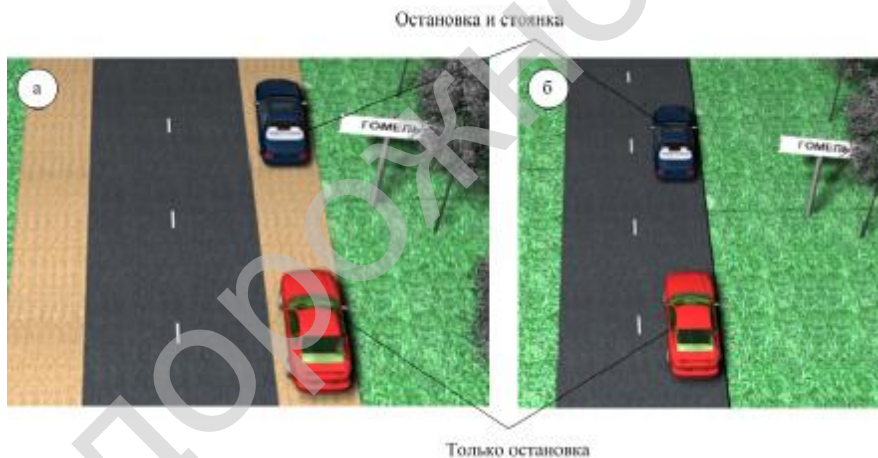 Остановка и стоянка
а
ГОМЕЛЬ
б
ГОМЕЛЬ
Только остановка